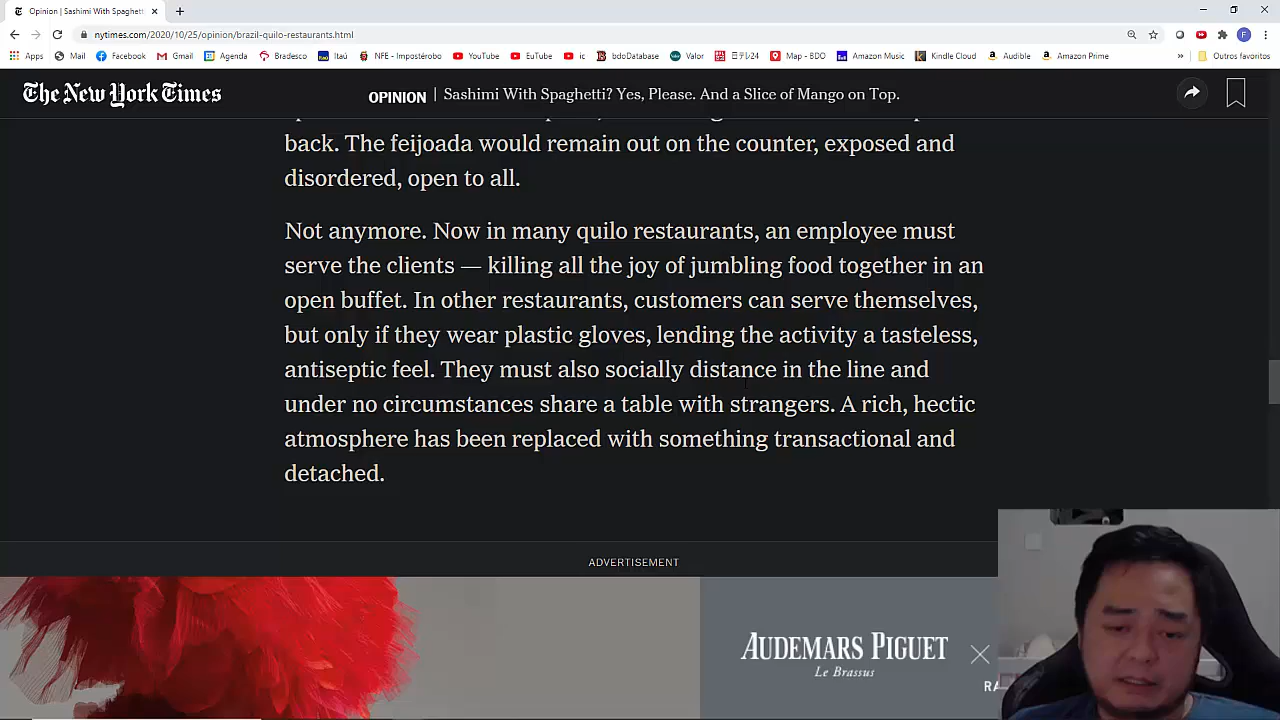 Opinion | Sashimi With Spaghetti
nytimes.com/2020/10/25/opinion/brazil-quilo-restaurants.html
Apps
Mail
Facebook
Gmail
Agenda
Bradesco
Itaú
NFE - Impostérobo
YouTube
EuTube
ic
bdoDatabase
Valor
Map - BDO
Amazon Music
Kindle Cloud
Audible
Amazon Prime
»
Outros favoritos
The New York Times
OPINION | Sashimi With Spaghetti? Yes, Please. And a Slice of Mango on Top.
back. The feijoada would remain out on the counter, exposed and
disordered, open to all.
Not anymore. Now in many quilo restaurants, an employee must
serve the clients — killing all the joy of jumbling food together in an
open buffet. In other restaurants, customers can serve themselves,
but only if they wear plastic gloves, lending the activity a tasteless,
antiseptic feel. They must also socially distance in the line and
under no circumstances share a table with strangers. A rich, hectic
atmosphere has been replaced with something transactional and
detached.
ADVERTISEMENT
AUDEMARS PIGUET
Le Brassus